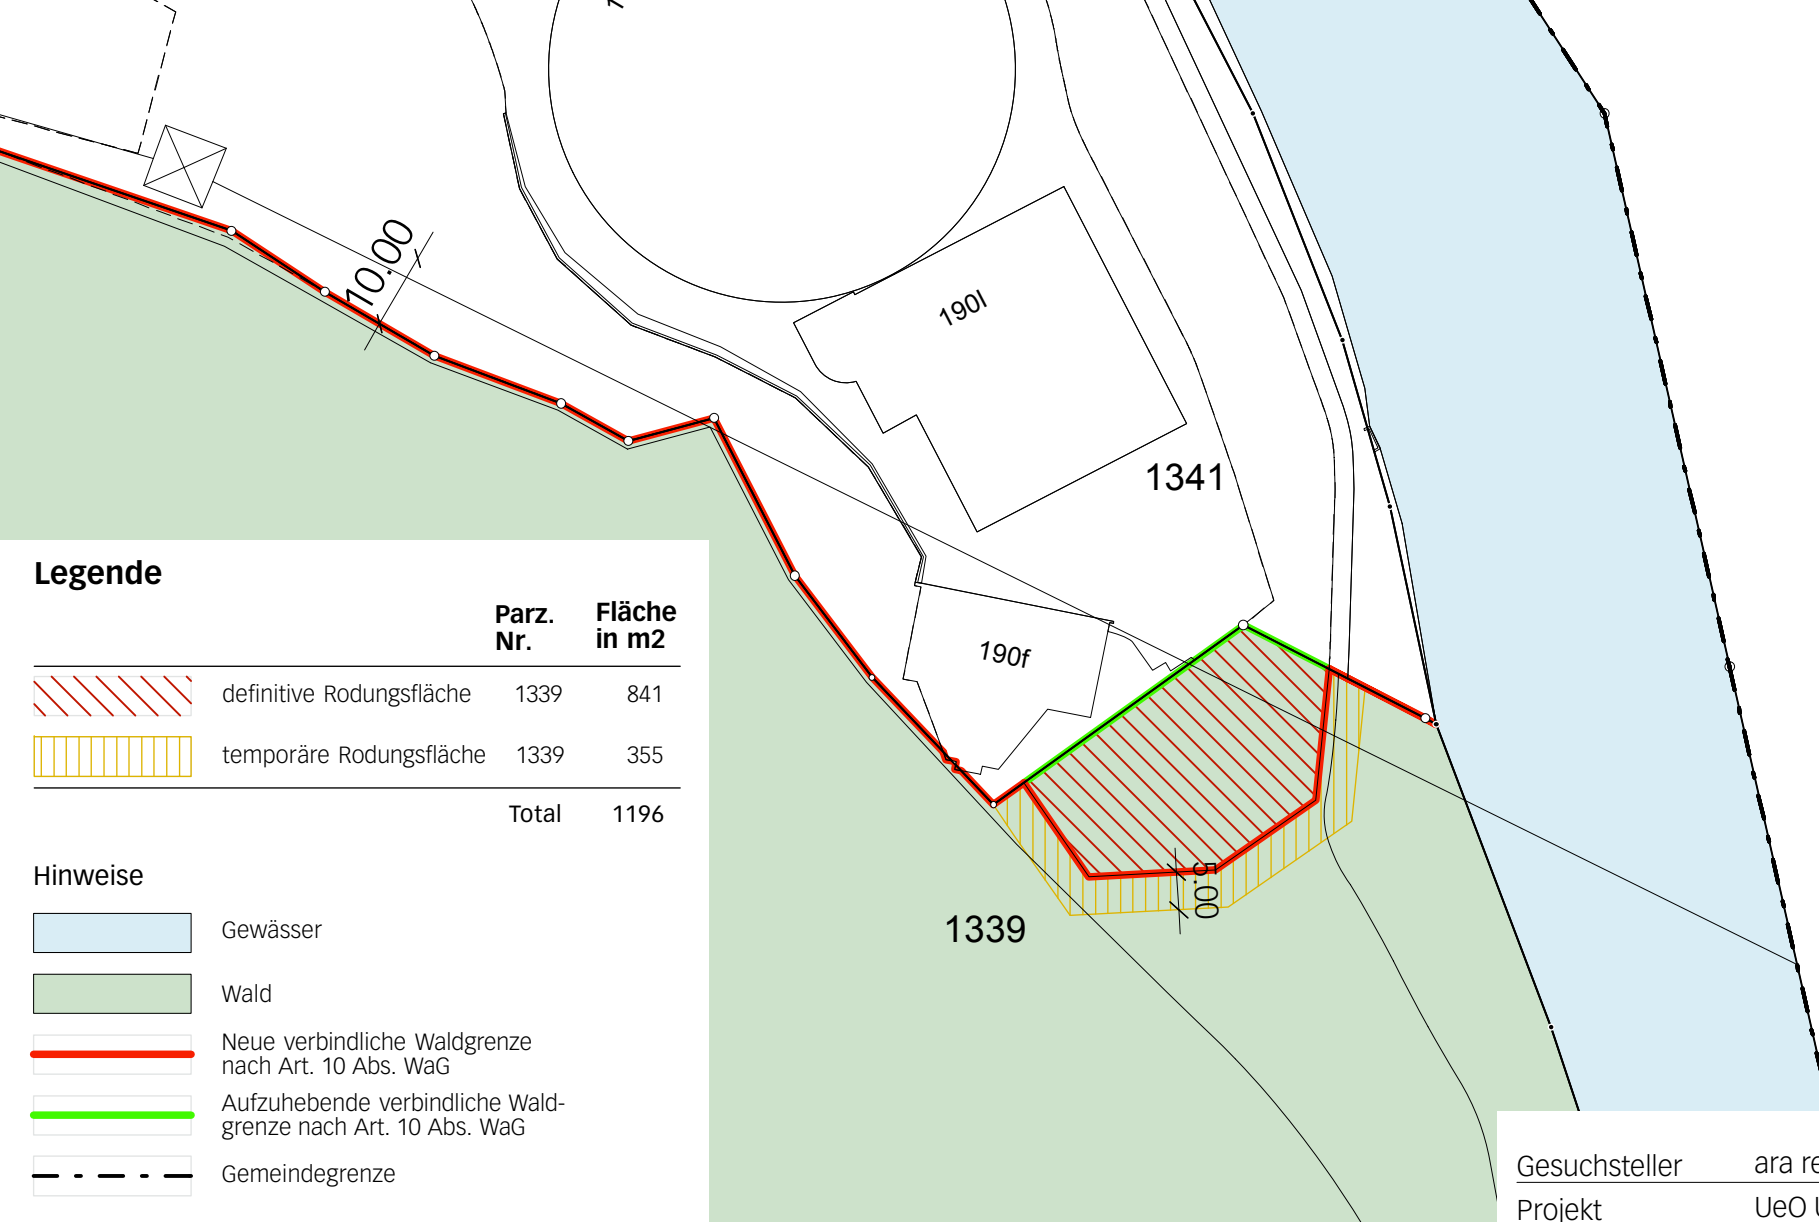 10.00
190l
1341
190f
5.00
1339
Legende
Parz. Nr.
Fläche in m2
definitive Rodungsfläche 1339 841
temporäre Rodungsfläche 1339 355
Total 1196
Hinweise
Gewässer
Wald
Neue verbindliche Waldgrenze
nach Art. 10 Abs. WaG
Aufzuhebende verbindliche Wald-
grenze nach Art. 10 Abs. WaG
Gemeindegrenze
Gesuchsteller ara
Projekt UeO